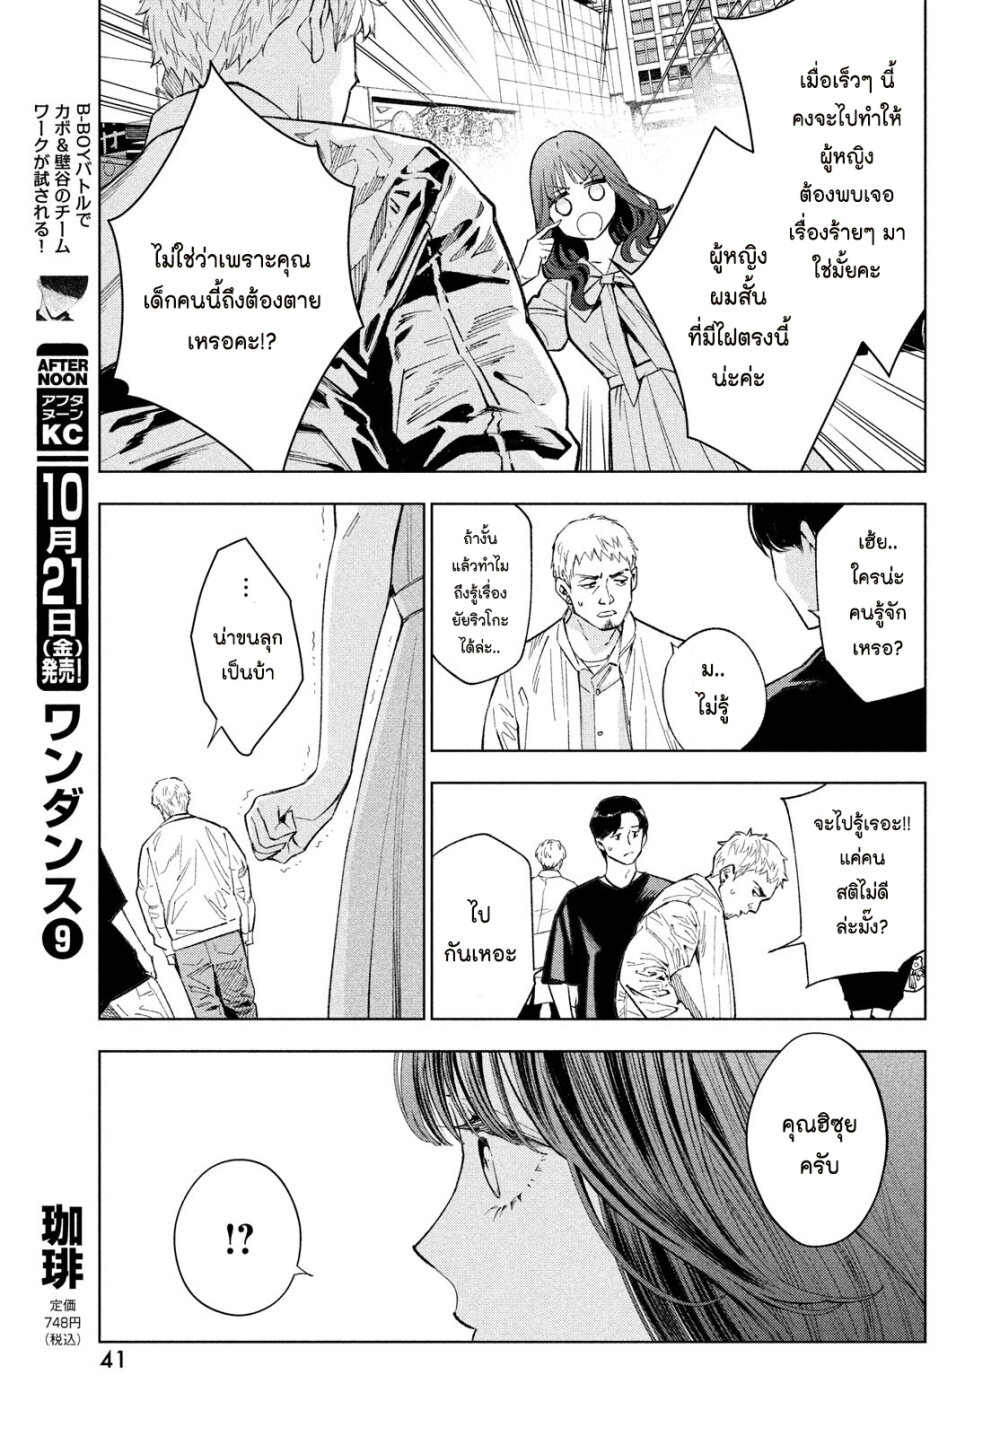 เมื่อเร็วๆ นี้
คงจะไปทำให้
ผู้หญิง
ต้องพบเจอ
เรื่องร้ายๆ มา
ใช่มั้ยคะ
ผู้หญิง
ผมสั้น
ที่มีไฝตรงนี้
น่ะค่ะ
ไม่ใช่ว่าเพราะคุณ
เด็กคนนี้ถึงต้องตาย
เหรอคะ!?
เฮ้ย..
ใครน่ะ
คนรู้จัก
เหรอ?
ม..
ไม่รู้
ถ้างั้น
แล้วทำไม
ถึงรู้เรื่อง
ยัยริวโกะ
ได้ล่ะ..
จะไปรู้เรอะ!!
แค่คน
สติไม่ดี
ล่ะมั๊ง?
ไป
กันเหอะ
...
น่าขนลุก
เป็นบ้า
คุณฮิซุย
ครับ
!?
B-BOYバトルで
カボ&壁谷のチーム
ワークが試される!
AFTER
NOON
アフタ
ヌーン
KC
10月21日(金)発売!
ワンダンス9
珈琲
定価
748円
(税込)
41